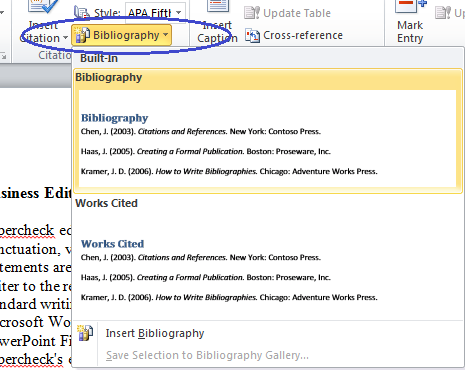 Insert
Citation
Style: APA Fifth
Bibliography
Citatio
Insert
Caption
Update Table
Cross-reference
Mark
Entry
Up
Built-In
Bibliography
Bibliography
Chen, J. (2003). Citations and References. New York: Contoso Press.
Haas, J. (2005). Creating a Formal Publication. Boston: Proseware, Inc.
Kramer, J. D. (2006). How to Write Bibliographies. Chicago: Adventure Works Press.
Works Cited
Works Cited
Chen, J. (2003). Citations and References. New York: Contoso Press.
Haas, J. (2005). Creating a Formal Publication. Boston: Proseware, Inc.
Kramer, J. D. (2006). How to Write Bibliographies. Chicago: Adventure Works Press.
Insert Bibliography
Save Selection to Bibliography Gallery...
siness Edit
percheck ed
nctuation, v
tements are
iter to the re
ndard writin
crosoft Wo
werPoint Fi
percheck's e